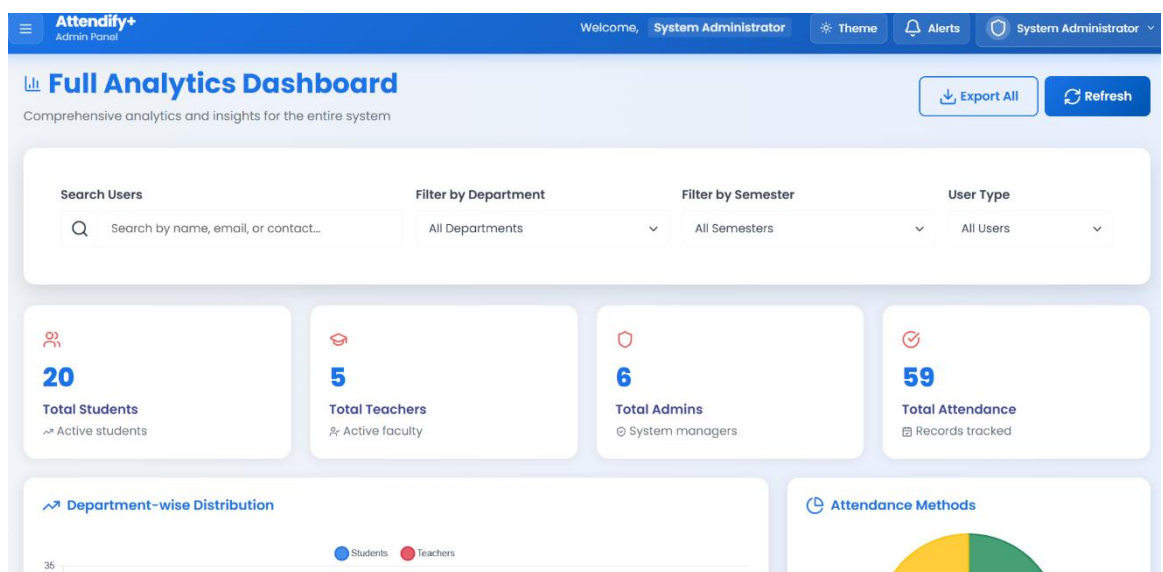 Attendify+
Admin Panel
Welcome, System Administrator
Theme
Alerts
System Administrator
Full Analytics Dashboard
Comprehensive analytics and insights for the entire system
Export All
Refresh
Search Users
Filter by Department
Filter by Semester
User Type
Search by name, email, or contact...
All Departments
All Semesters
All Users
20
Total Students
Active students
5
Total Teachers
Active faculty
6
Total Admins
System managers
59
Total Attendance
Records tracked
Department-wise Distribution
Students
Teachers
36
Attendance Methods